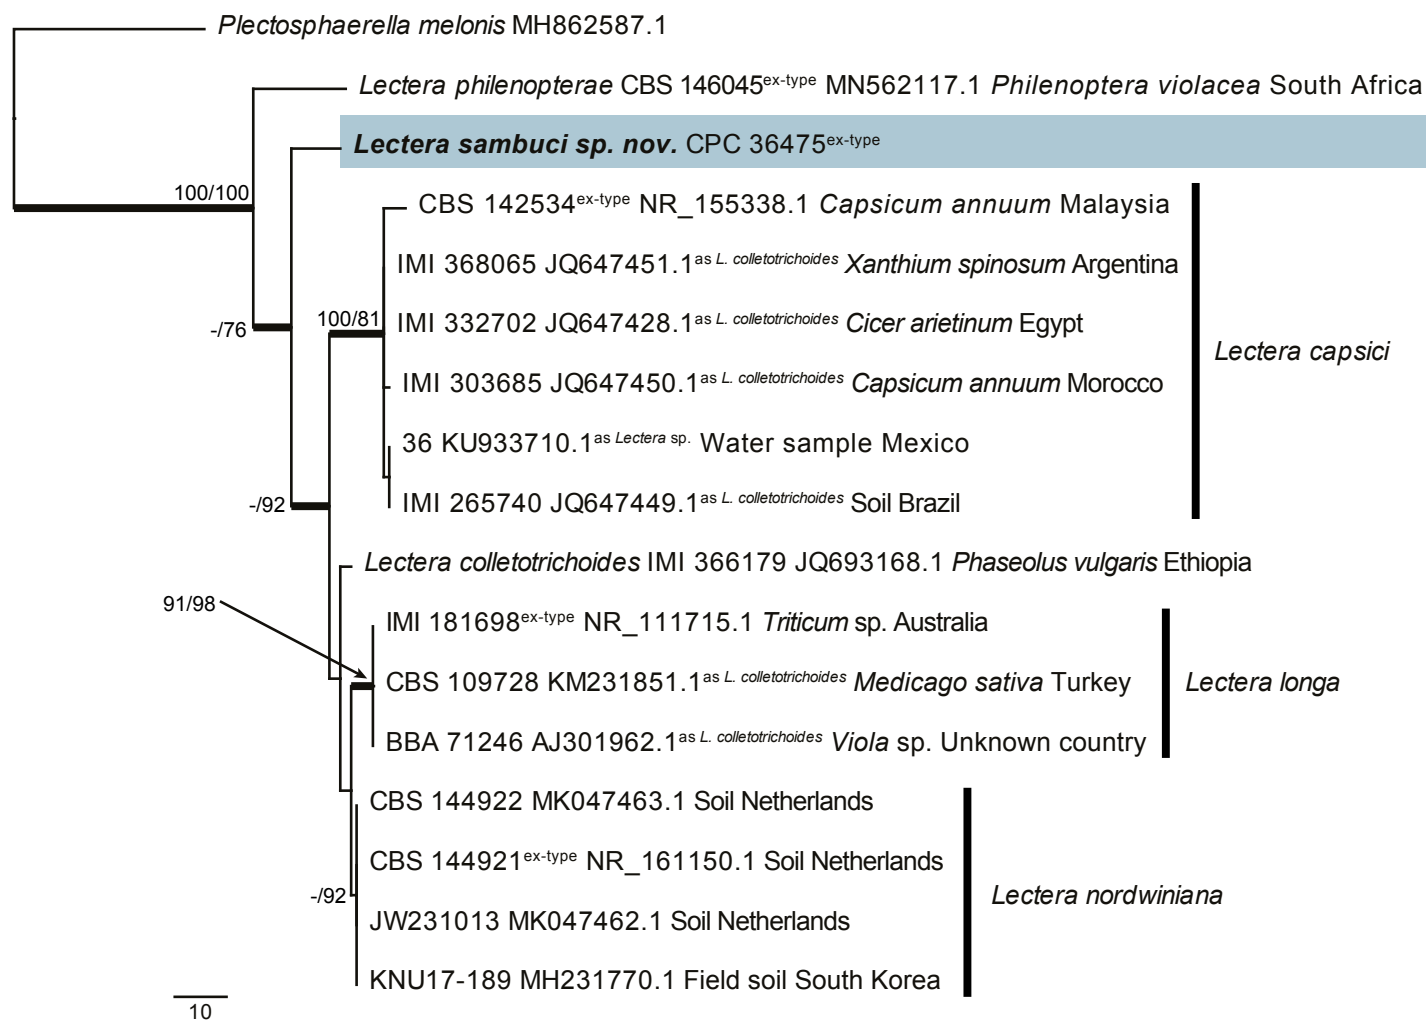 Plectosphaerella melonis MH862587.1
Lectera philenopterae CBS 146045ex-type MN562117.1 Philenoptera violacea South Africa
Lectera sambuci sp. nov. CPC 36475ex-type
100/100
CBS 142534ex-type NR_155338.1 Capsicum annuum Malaysia
IMI 368065 JQ647451.1as L. colletotrichoides Xanthium spinosum Argentina
-/76
100/81
IMI 332702 JQ647428.1as L. colletotrichoides Cicer arietinum Egypt
Lectera capsici
IMI 303685 JQ647450.1as L. colletotrichoides Capsicum annuum Morocco
36 KU933710.1as Lectera sp. Water sample Mexico
-/92
IMI 265740 JQ647449.1as L. colletotrichoides Soil Brazil
Lectera colletotrichoides IMI 366179 JQ693168.1 Phaseolus vulgaris Ethiopia
91/98
IMI 181698ex-type NR_111715.1 Triticum sp. Australia
CBS 109728 KM231851.1as L. colletotrichoides Medicago sativa Turkey
Lectera longa
BBA 71246 AJ301962.1as L. colletotrichoides Viola sp. Unknown country
CBS 144922 MK047463.1 Soil Netherlands
CBS 144921ex-type NR_161150.1 Soil Netherlands
-/92
Lectera nordwiniana
JW231013 MK047462.1 Soil Netherlands
KNU17-189 MH231770.1 Field soil South Korea
10